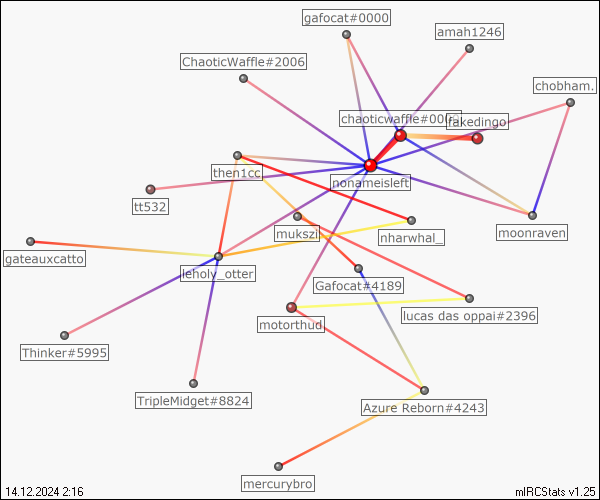 gafocat#0000
amah1246
ChaoticWaffle#2006
chobham.
chaoticwaffle#000
fakedingo
then1cc
nonameisleft
tt532
mukszi
nharwhal_
moonraven
gateauxcatto
leholy_otter
Gafocat#4189
motorthud
lucas das oppai#2396
Thinker#5995
TripleMidget#8824
Azure Reborn#4243
mercurybro
14.12.2024 2:16
mIRCStats v1.25